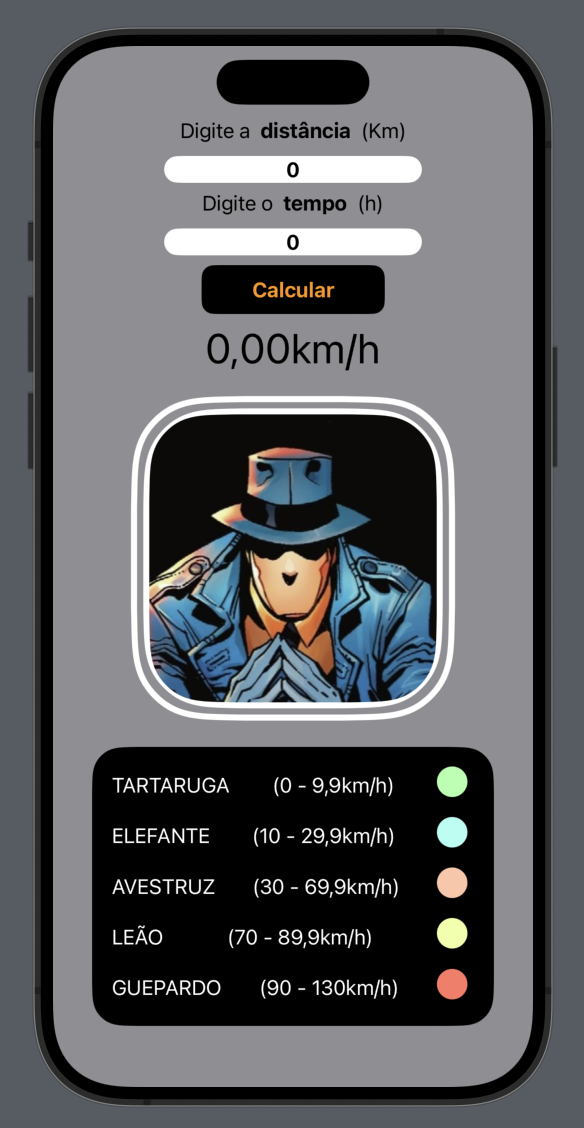 Digite a distância (Km)
0
Digite o tempo (h)
0
Calcular
0,00km/h
TARTARUGA (0 - 9,9km/h)
ELEFANTE (10 - 29,9km/h)
AVESTRUZ (30 - 69,9km/h)
LEÃO (70 - 89,9km/h)
GUEPARDO (90 - 130km/h)